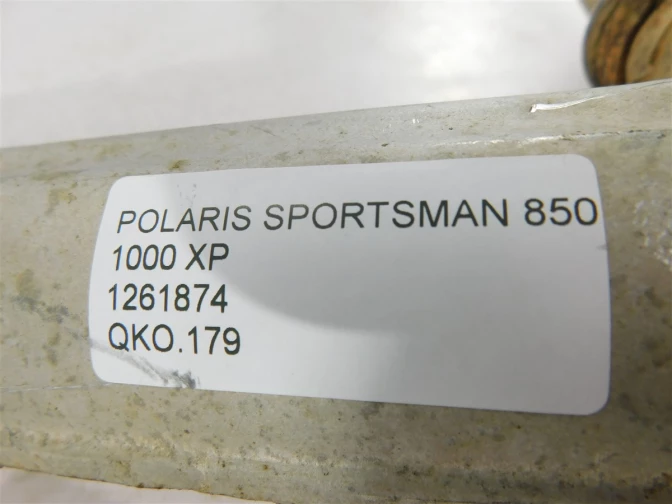 POLARIS SPORTSMAN 850
1000 XP
1261874
QKO.179